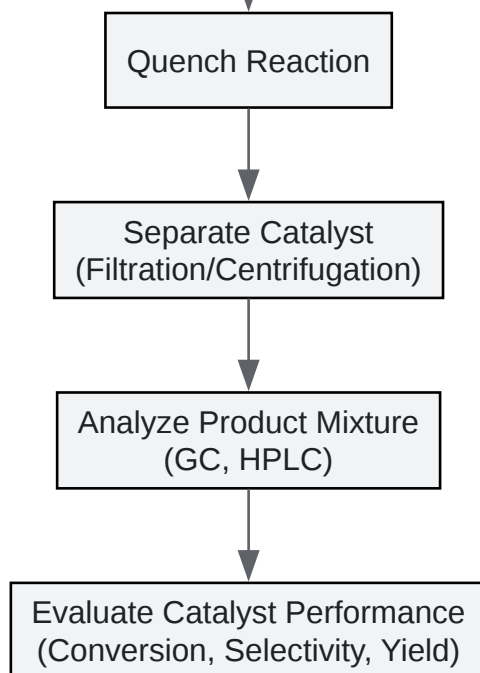 Quench Reaction
Separate Catalyst
(Filtration/Centrifugation)
Analyze Product Mixture
(GC, HPLC)
Evaluate Catalyst Performance
(Conversion, Selectivity, Yield)